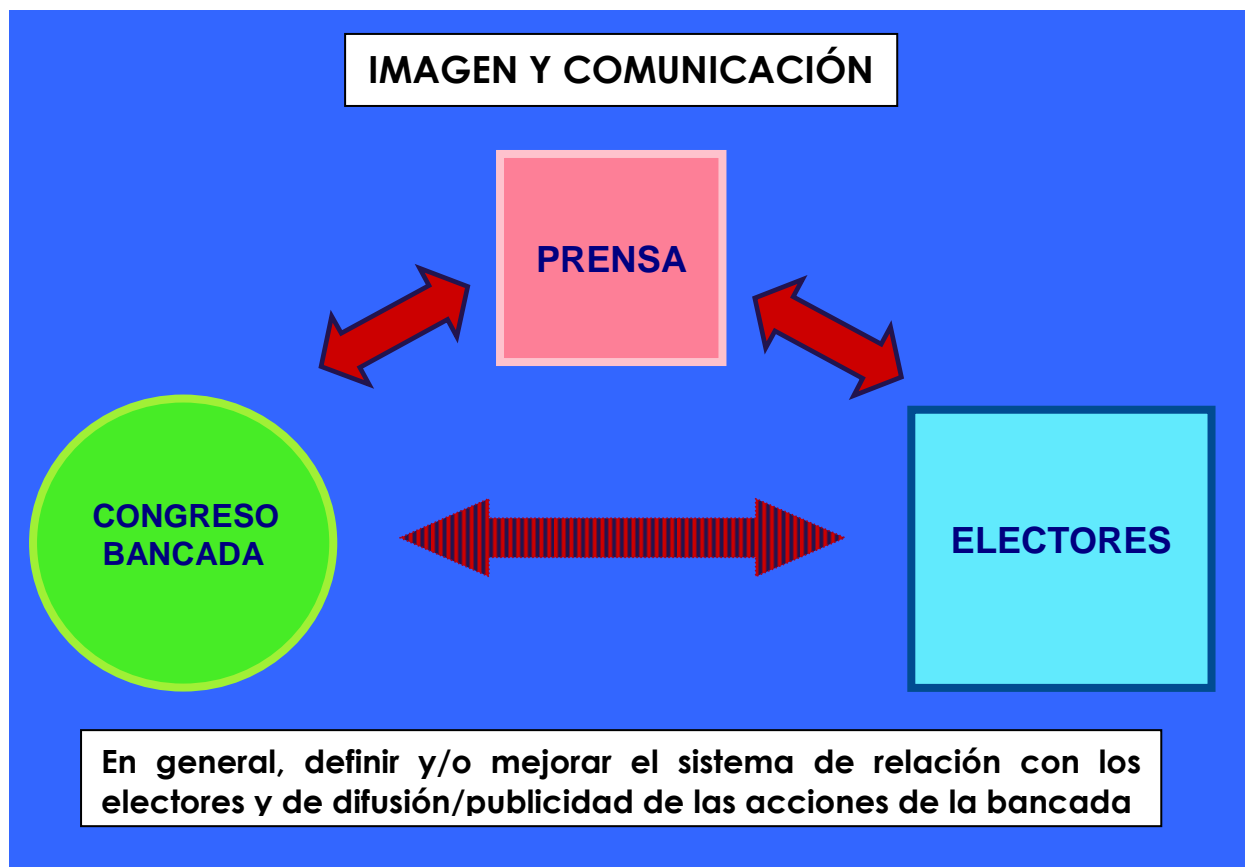 IMAGEN Y COMUNICACIÓN
PRENSA
CONGRESO
BANCADA
ELECTORES
En general, definir y/o mejorar el sistema de relación con los
electores y de difusión/publicidad de las acciones de la bancada